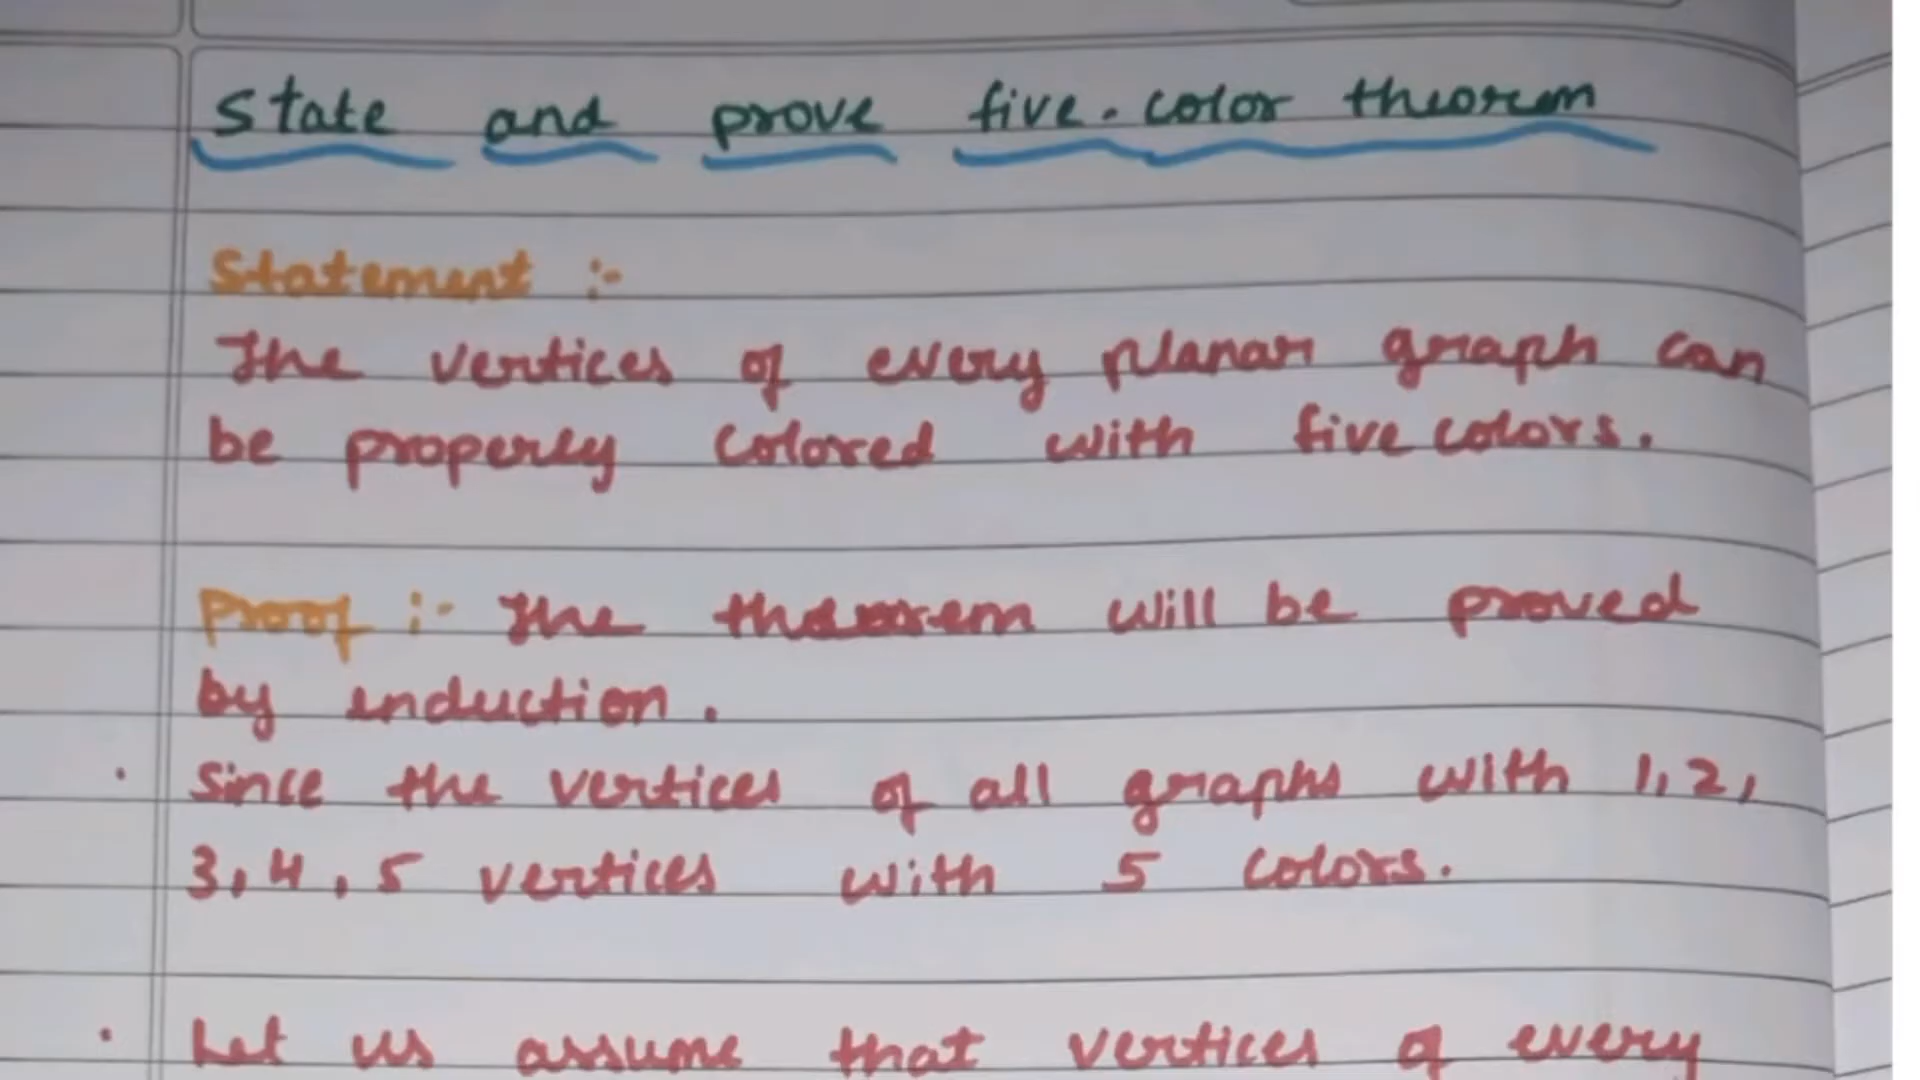 State and prove five-color theorem
Statement :-
The vertices of every planar graph can
be properly colored with five colors.
Proof :- The theorem will be proved
by induction.
Since the vertices of all graphs with 1, 2,
3, 4, 5 vertices with 5 colors.
Let us assume that vertices of every